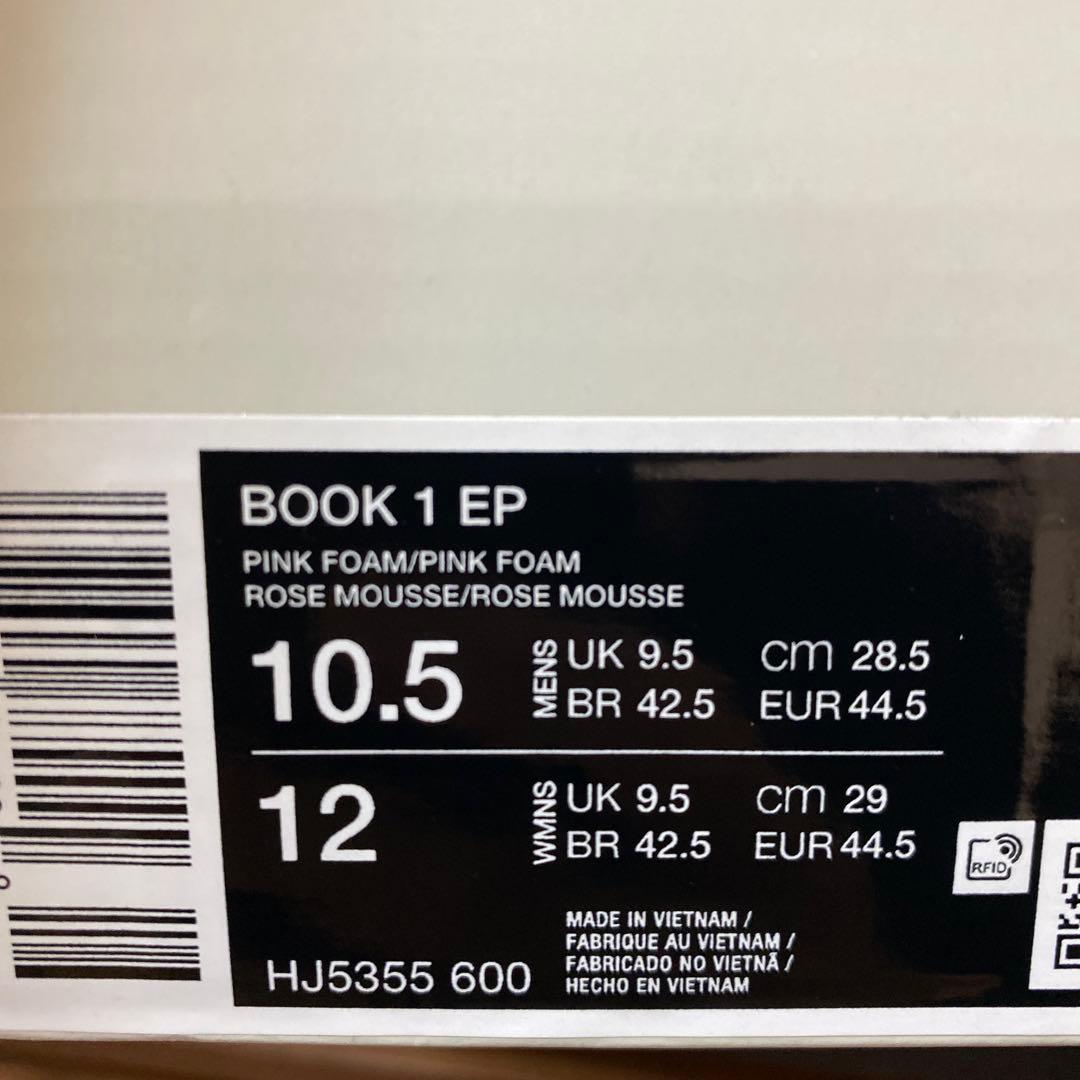 BOOK 1 EP
PINK FOAM/PINK FOAM
ROSE MOUSSE/ROSE MOUSSE
10.5 MENS UK 9.5 cm 28.5
BR 42.5 EUR 44.5
12 WMNS UK 9.5 cm 29
BR 42.5 EUR 44.5
RFID
MADE IN VIETNAM /
FABRIQUE AU VIETNAM /
FABRICADO NO VIETNÃ /
HECHO EN VIETNAM
HJ5355 600